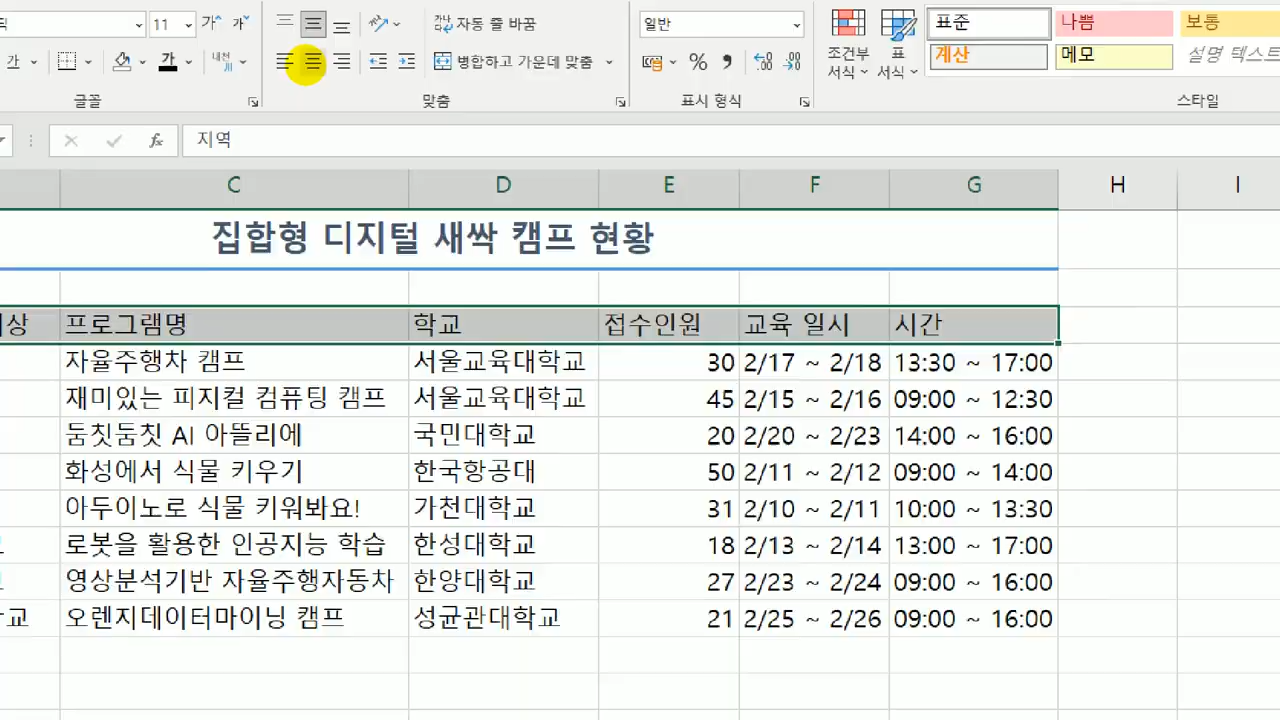 11 가 가 가나다 자동 줄 바꿈 일반 표준 나쁨 보통
가 가 내천 병합하고 가운데 맞춤 % 조건부 서식 표 서식 계산 메모 설명 텍스트
글꼴 맞춤 표시 형식 스타일
fx 지역
C D E F G H I
집합형 디지털 새싹 캠프 현황
상 프로그램명 학교 접수인원 교육 일시 시간
자율주행차 캠프 서울교육대학교 30 2/17 ~ 2/18 13:30 ~ 17:00
재미있는 피지컬 컴퓨팅 캠프 서울교육대학교 45 2/15 ~ 2/16 09:00 ~ 12:30
둠칫둠칫 AI 아뜰리에 국민대학교 20 2/20 ~ 2/23 14:00 ~ 16:00
화성에서 식물 키우기 한국항공대 50 2/11 ~ 2/12 09:00 ~ 14:00
아두이노로 식물 키워봐요! 가천대학교 31 2/10 ~ 2/11 10:00 ~ 13:30
로봇을 활용한 인공지능 학습 한성대학교 18 2/13 ~ 2/14 13:00 ~ 17:00
영상분석기반 자율주행자동차 한양대학교 27 2/23 ~ 2/24 09:00 ~ 16:00
교 오렌지데이터마이닝 캠프 성균관대학교 21 2/25 ~ 2/26 09:00 ~ 16:00